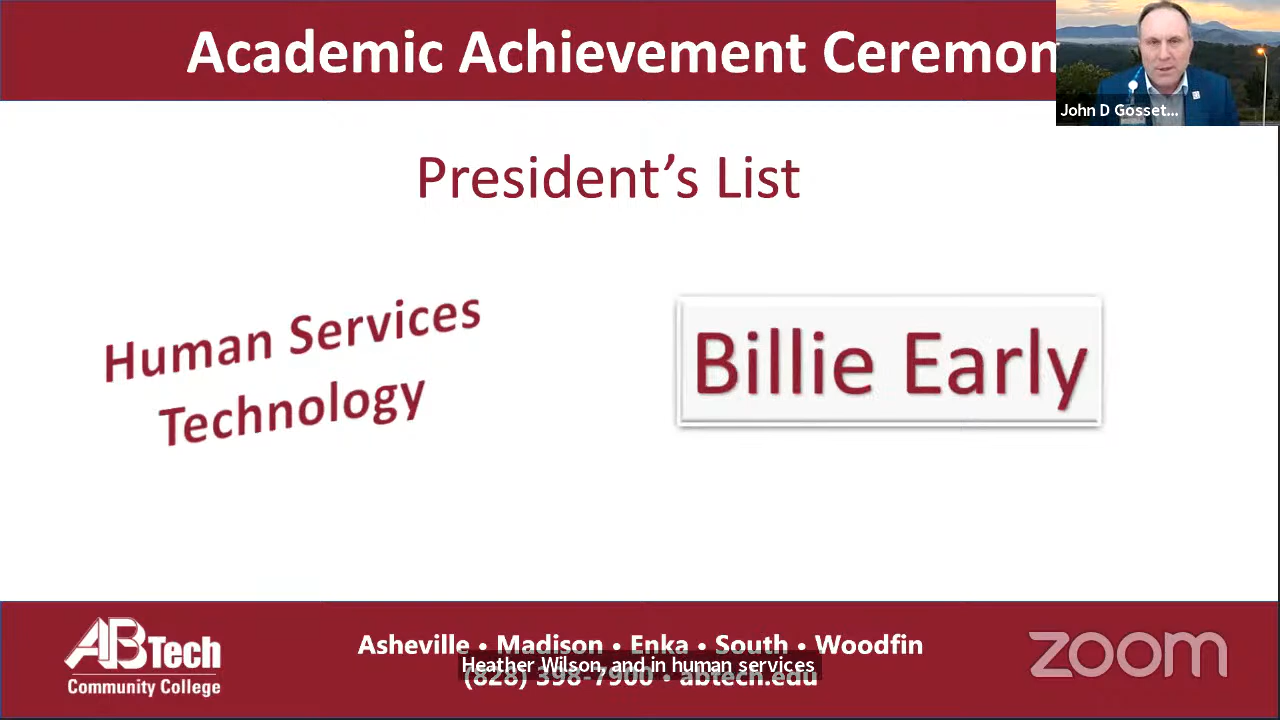 Academic Achievement Ceremon
John D Gosset...
President's List
Human Services
Technology
Billie Early
AB Tech
Community College
Asheville • Madison • Enka • South • Woodfin
Heather Wilson, and in human services
(828) 398-7900 • abtech.edu
zoom